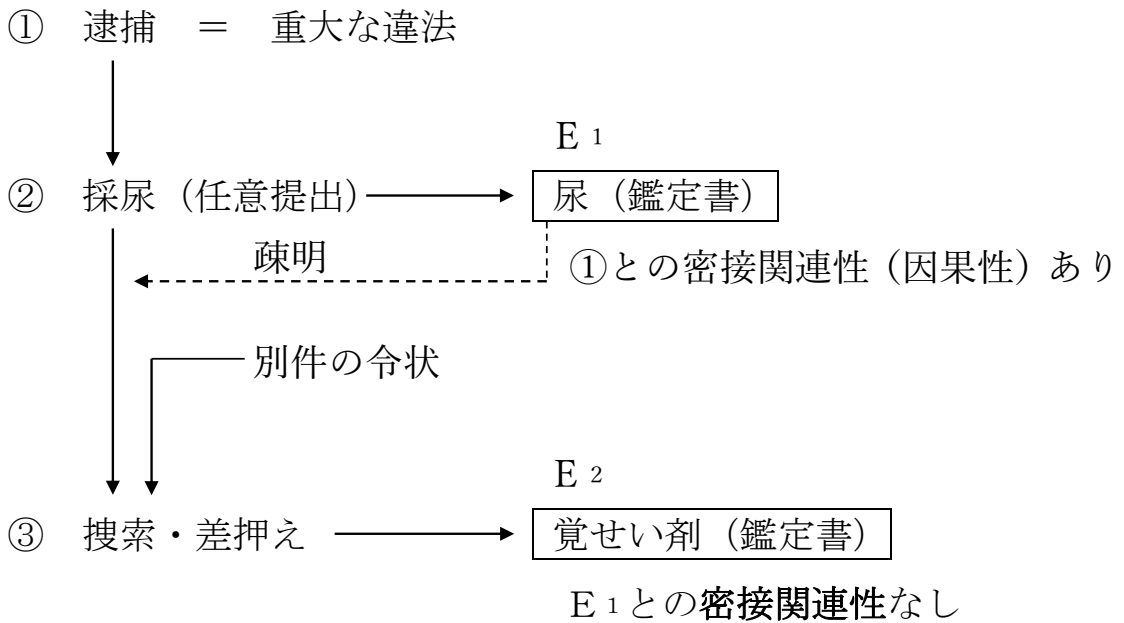 ① 逮捕 = 重大な違法
E 1
② 採尿(任意提出) 尿(鑑定書)
疎明
①との密接関連性(因果性)あり
別件の令状
E 2
③ 捜索・差押え 覚せい剤(鑑定書)
E 1との密接関連性なし